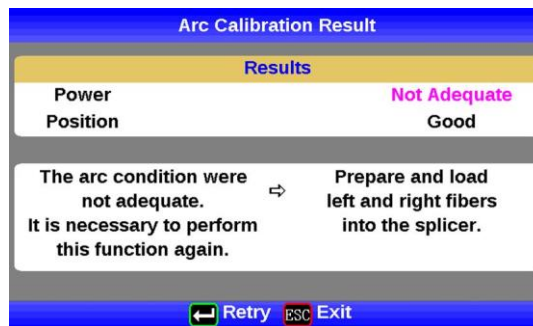 Arc Calibration Result
Results
Power Not Adequate
Position Good
The arc condition were
not adequate.
It is necessary to perform
this function again.
⇨
Prepare and load
left and right fibers
into the splicer.
Retry ESC Exit